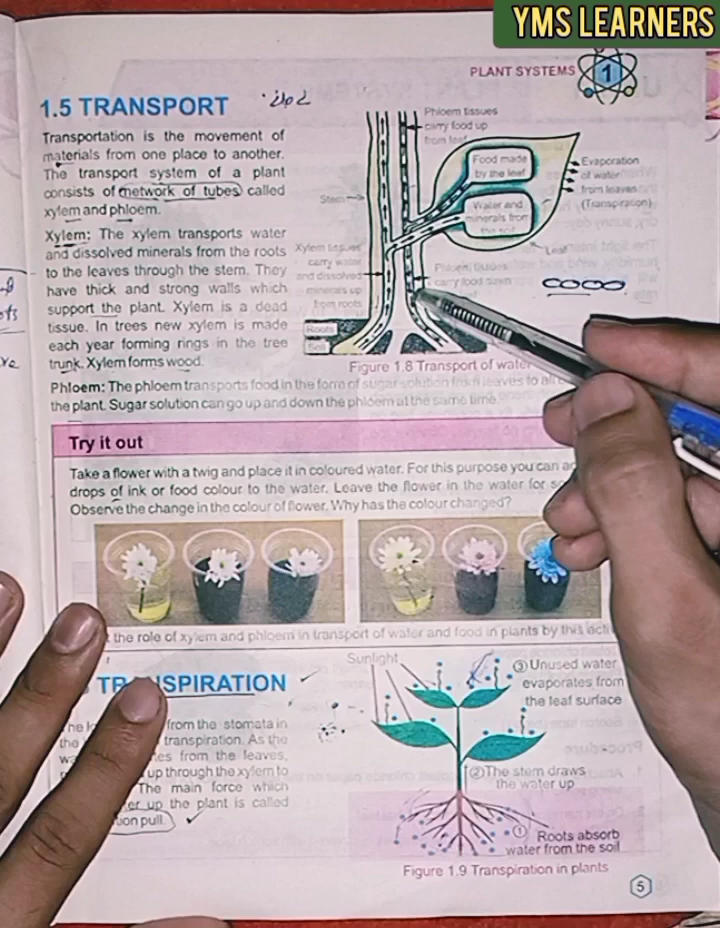 YMS LEARNERS
PLANT SYSTEMS 1
1.5 TRANSPORT
Transportation is the movement of
materials from one place to another.
The transport system of a plant
consists of network of tubes called
xylem and phloem.
Xylem: The xylem transports water
and dissolved minerals from the roots
to the leaves through the stem. They
have thick and strong walls which
support the plant. Xylem is a dead
tissue. In trees new xylem is made
each year forming rings in the tree
trunk. Xylem forms wood.
Phloem tissues
carry food up
from leaf
Food made
by the leaf
Water and
minerals from
the soil
Evaporation
of water
from leaves
(Transpiration)
Stem
Leaf
Xylem tissues
carry water
and dissolved
minerals up
from roots
Phloem tissues
carry food down
Roots
Soil
Figure 1.8 Transport of water
Phloem: The phloem transports food in the form of sugar solution from leaves to all
the plant. Sugar solution can go up and down the phloem at the same time.
Try it out
Take a flower with a twig and place it in coloured water. For this purpose you can
drops of ink or food colour to the water. Leave the flower in the water for
Observe the change in the colour of flower. Why has the colour changed?
the role of xylem and phloem in transport of water and food in plants by this
SPIRATION
from the stomata in
the transpiration. As the
from the leaves,
up through the xylem to
The main force which
up the plant is called
pull.
Sunlight
③ Unused water
evaporates from
the leaf surface
② The stem draws
the water up
① Roots absorb
water from the soil
Figure 1.9 Transpiration in plants
5